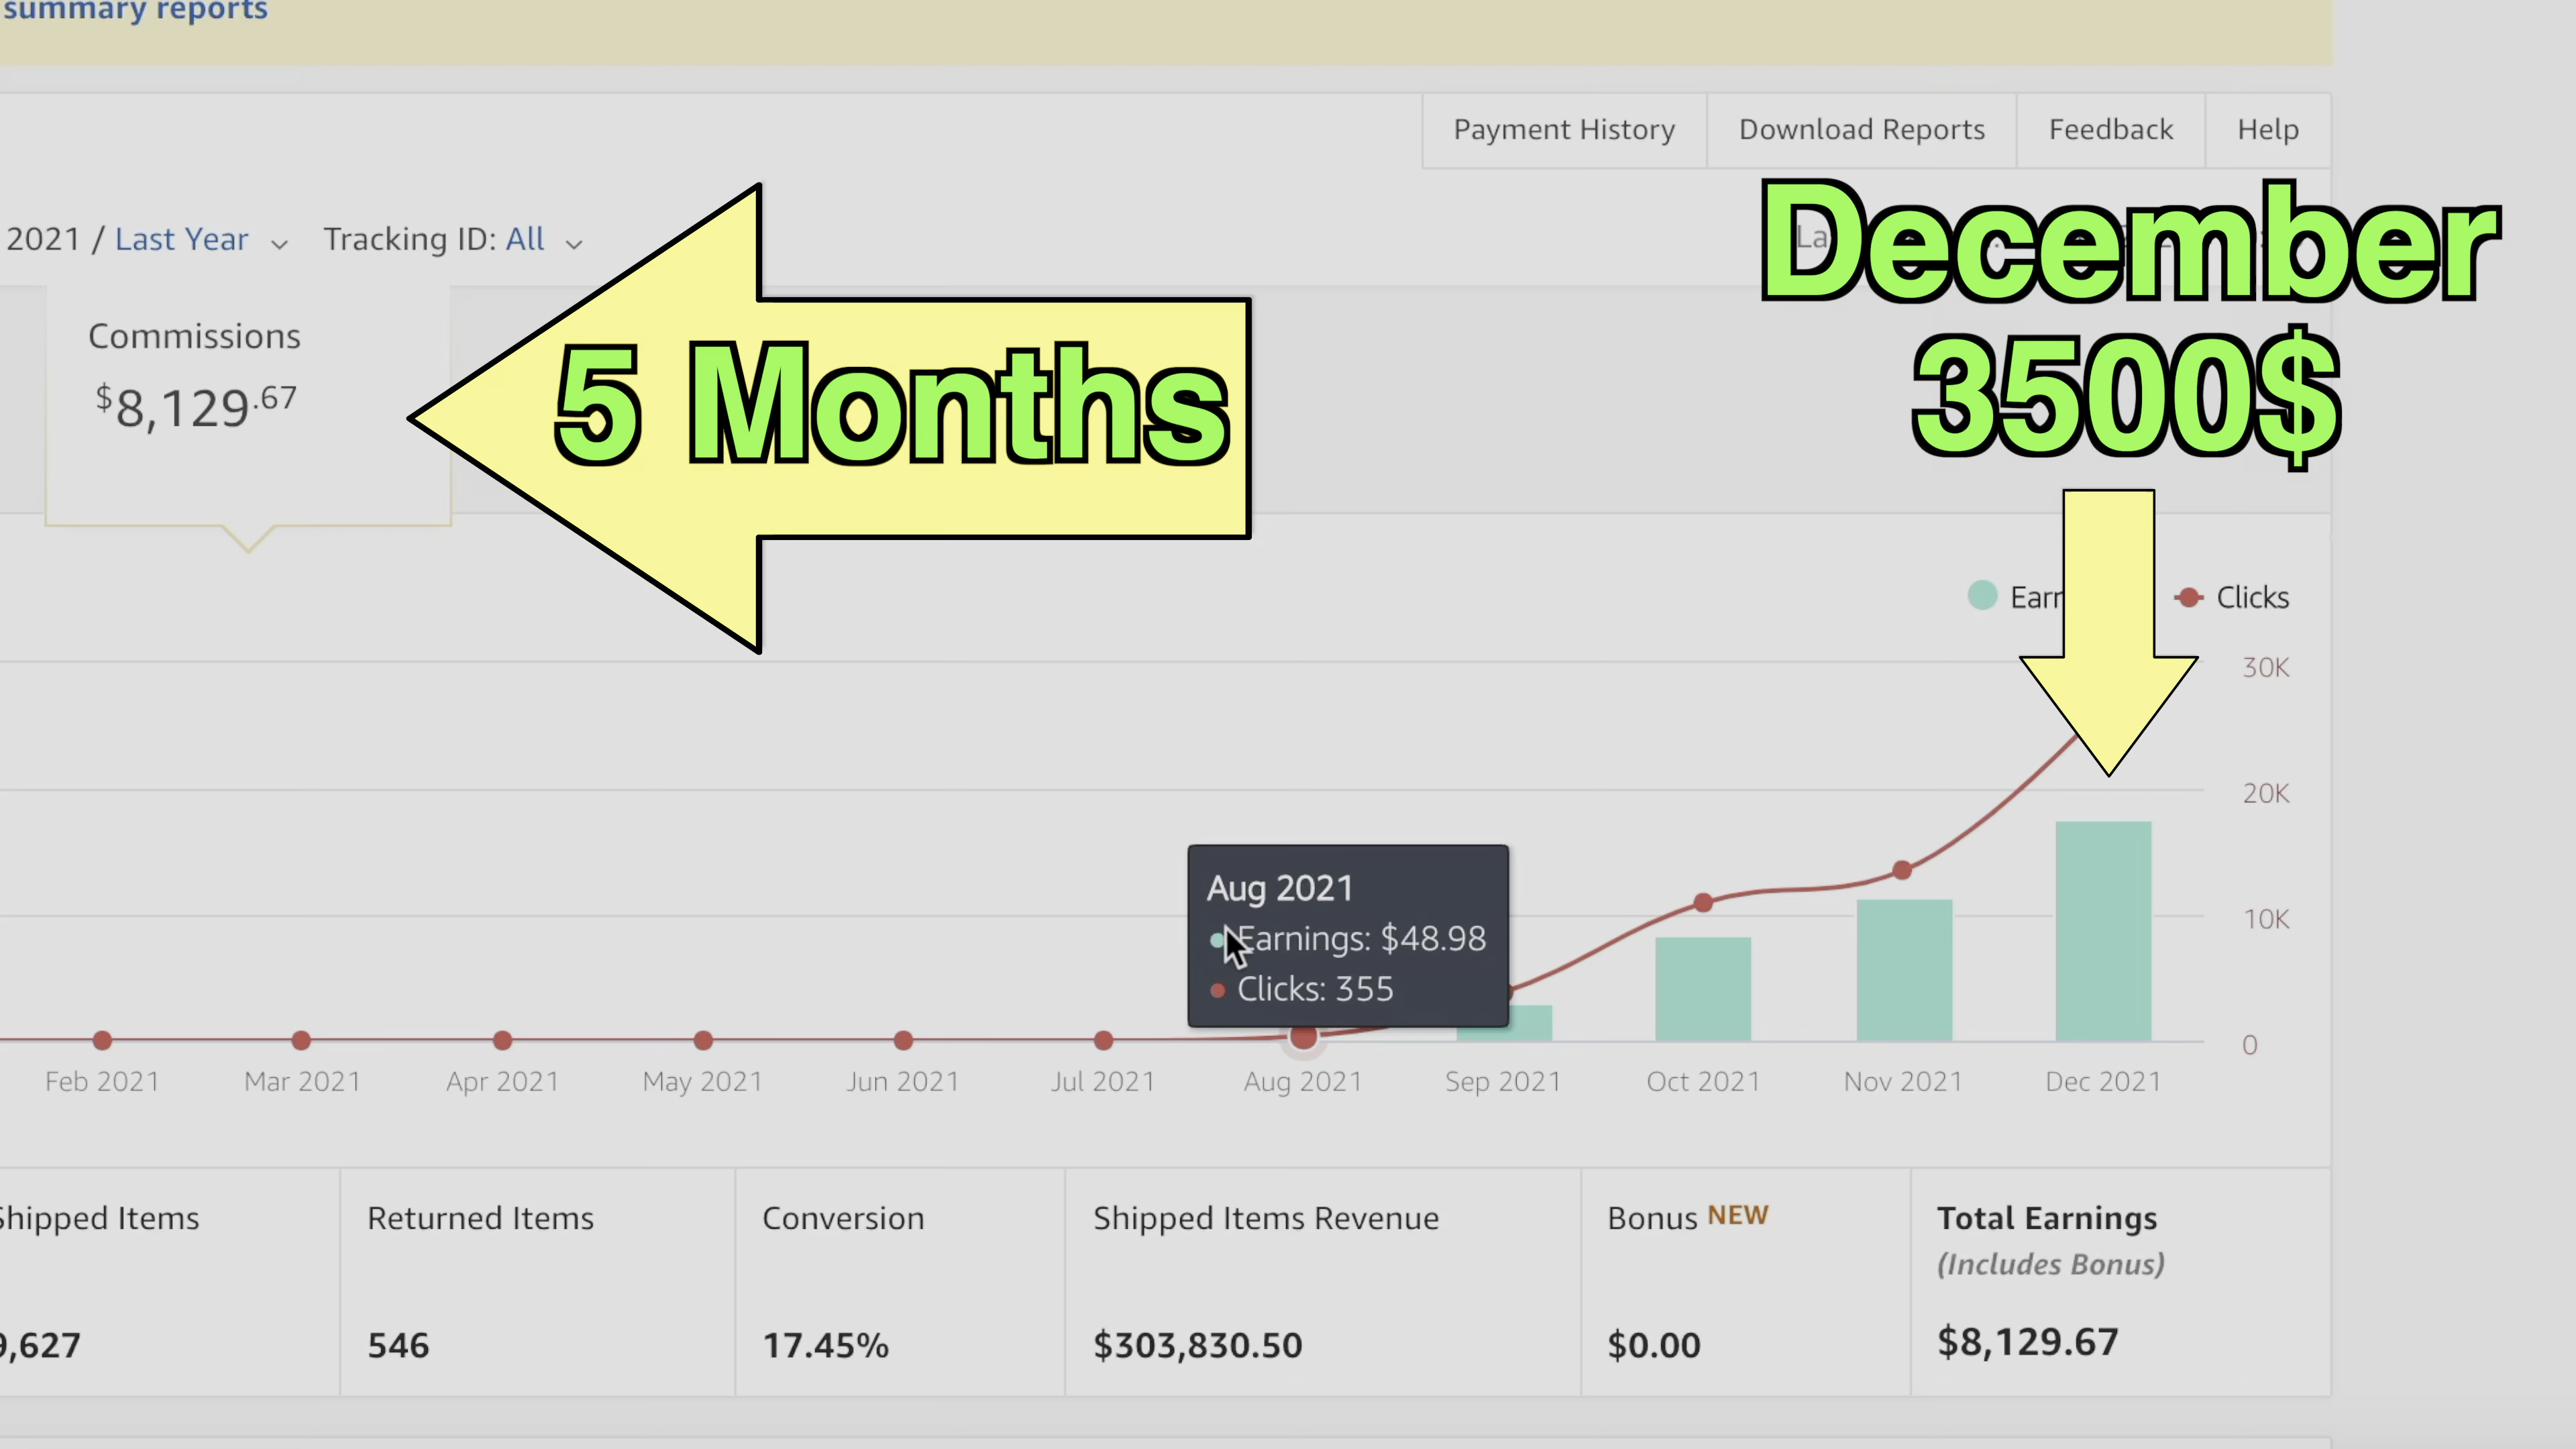 summary reports
Payment History Download Reports Feedback Help
2021 / Last Year Tracking ID: All
December
3500$
Commissions
$8,129.67
5 Months
Clicks
30K
20K
10K
0
Aug 2021
Earnings: $48.98
Clicks: 355
Feb 2021 Mar 2021 Apr 2021 May 2021 Jun 2021 Jul 2021 Aug 2021 Sep 2021 Oct 2021 Nov 2021 Dec 2021
Shipped Items Returned Items Conversion Shipped Items Revenue Bonus NEW Total Earnings
(Includes Bonus)
9,627 546 17.45% $303,830.50 $0.00 $8,129.67